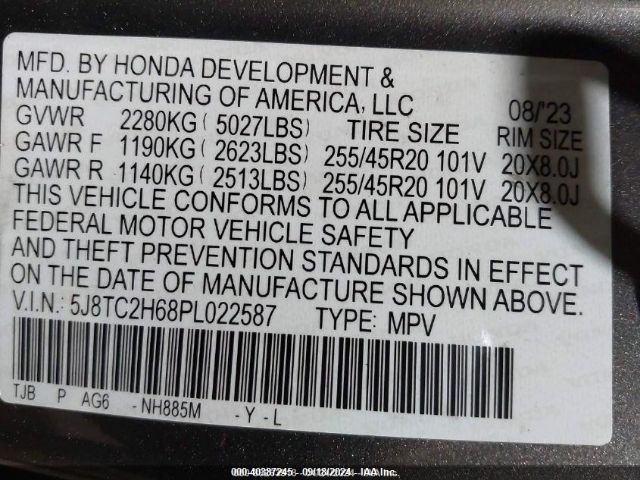 MFD. BY HONDA DEVELOPMENT &
MANUFACTURING OF AMERICA, LLC 08/'23
GVWR 2280KG ( 5027LBS) TIRE SIZE RIM SIZE
GAWR F 1190KG ( 2623LBS) 255/45R20 101V 20X8.0J
GAWR R 1140KG ( 2513LBS) 255/45R20 101V 20X8.0J
THIS VEHICLE CONFORMS TO ALL APPLICABLE
FEDERAL MOTOR VEHICLE SAFETY
AND THEFT PREVENTION STANDARDS IN EFFECT
ON THE DATE OF MANUFACTURE SHOWN ABOVE.
V.I.N.: 5J8TC2H68PL022587 TYPE: MPV
TJB P AG6 -NH885M -Y-L
000-40387245 09/18/2024 IAA Inc.